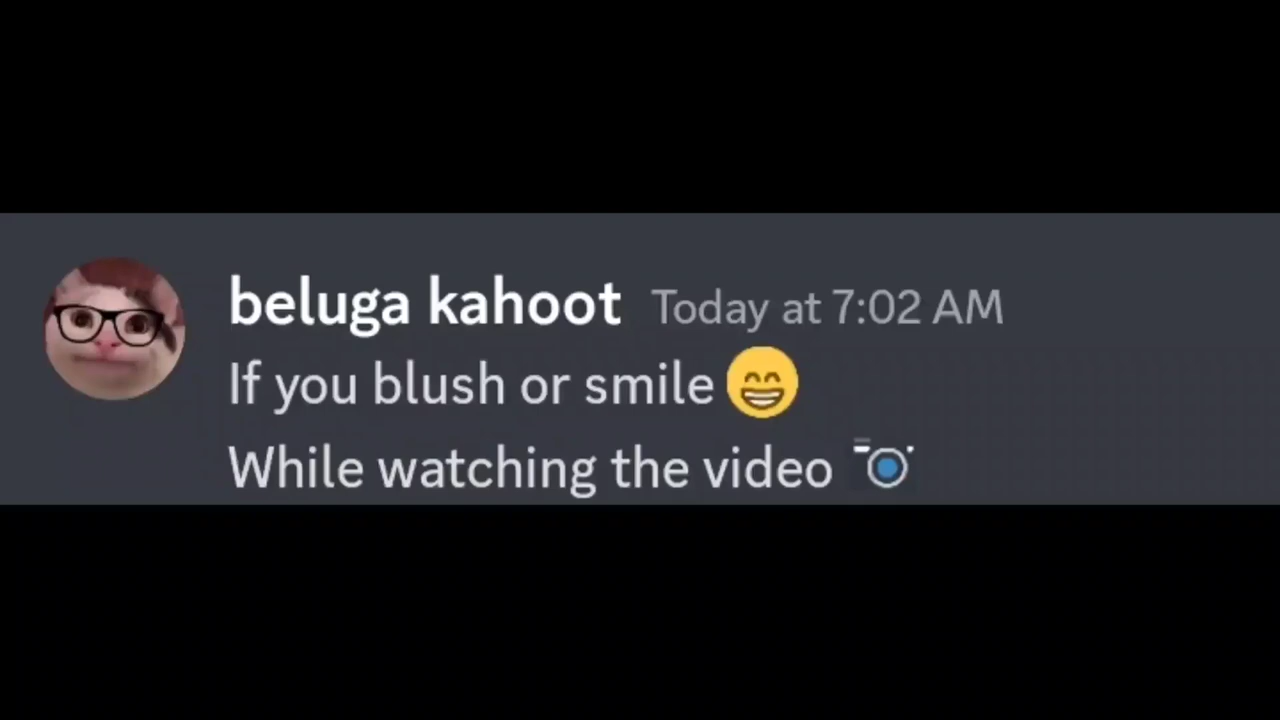 beluga kahoot Today at 7:02 AM
If you blush or smile 😁
While watching the video 📷